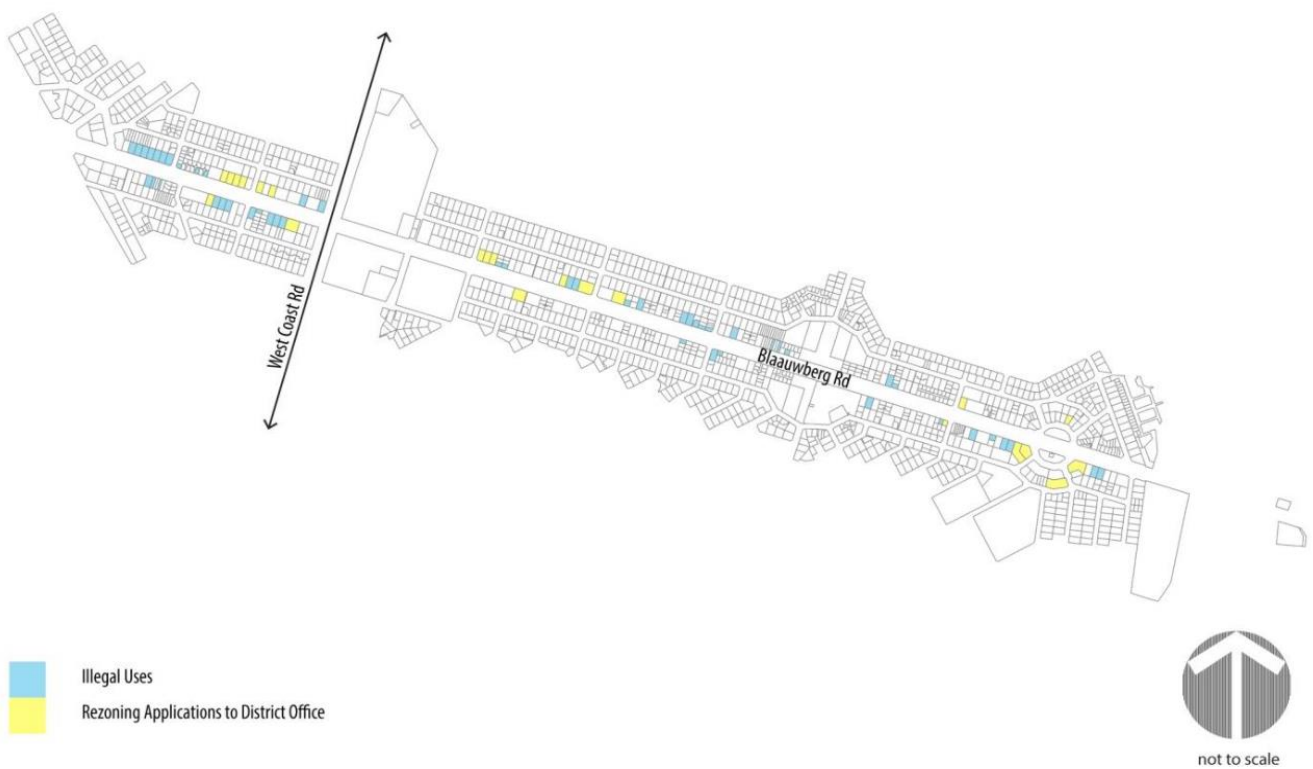 West Coast Rd
Blaauwberg Rd
Illegal Uses
Rezoning Applications to District Office
not to scale